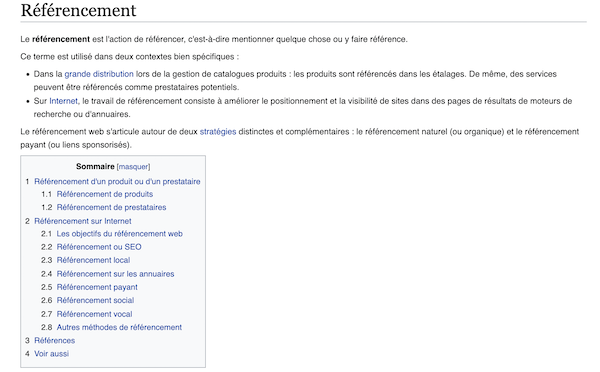 Référencement
Le référencement est l'action de référencer, c'est-à-dire mentionner quelque chose ou y faire référence.
Ce terme est utilisé dans deux contextes bien spécifiques :
• Dans la grande distribution lors de la gestion de catalogues produits : les produits sont référencés dans les étalages. De même, des services
peuvent être référencés comme prestataires potentiels.
• Sur Internet, le travail de référencement consiste à améliorer le positionnement et la visibilité de sites dans des pages de résultats de moteurs de
recherche ou d'annuaires.
Le référencement web s'articule autour de deux stratégies distinctes et complémentaires : le référencement naturel (ou organique) et le référencement
payant (ou liens sponsorisés).
Sommaire [masquer]
1 Référencement d'un produit ou d'un prestataire
1.1 Référencement de produits
1.2 Référencement de prestataires
2 Référencement sur Internet
2.1 Les objectifs du référencement web
2.2 Référencement ou SEO
2.3 Référencement local
2.4 Référencement sur les annuaires
2.5 Référencement payant
2.6 Référencement social
2.7 Référencement vocal
2.8 Autres méthodes de référencement
3 Références
4 Voir aussi